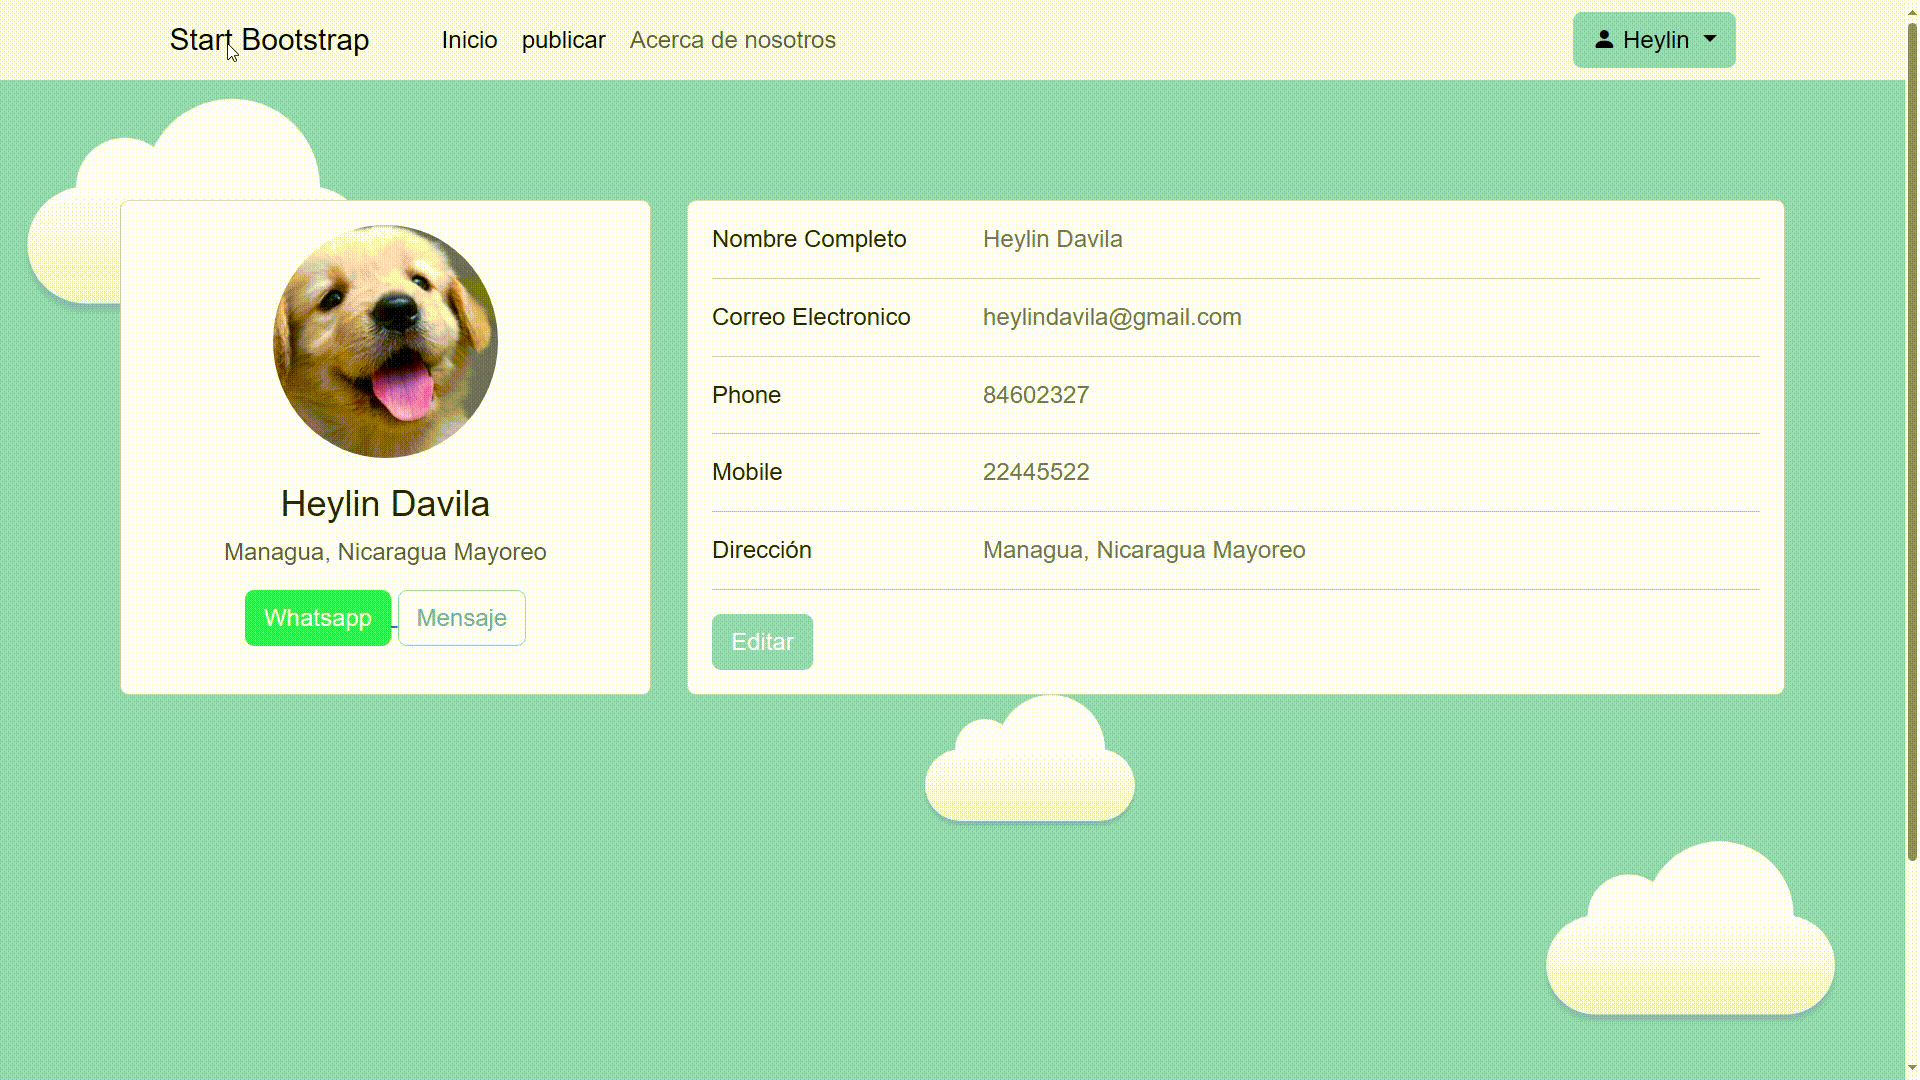 Start Bootstrap Inicio publicar Acerca de nosotros Heylin
Heylin Davila
Managua, Nicaragua Mayoreo
Whatsapp Mensaje
Nombre Completo Heylin Davila
Correo Electronico heylindavila@gmail.com
Phone 84602327
Mobile 22445522
Dirección Managua, Nicaragua Mayoreo
Editar